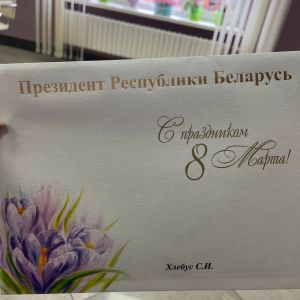 Президент Республики Беларусь
С праздником
8 Марта!
Хлебус С.И.